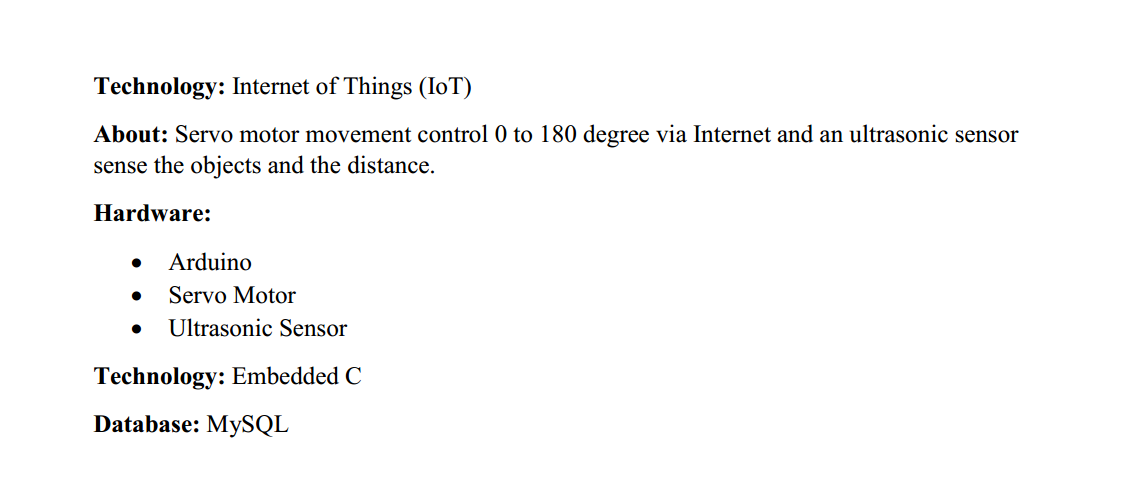 Technology: Internet of Things (IoT)
About: Servo motor movement control 0 to 180 degree via Internet and an ultrasonic sensor
sense the objects and the distance.
Hardware:
• Arduino
• Servo Motor
• Ultrasonic Sensor
Technology: Embedded C
Database: MySQL